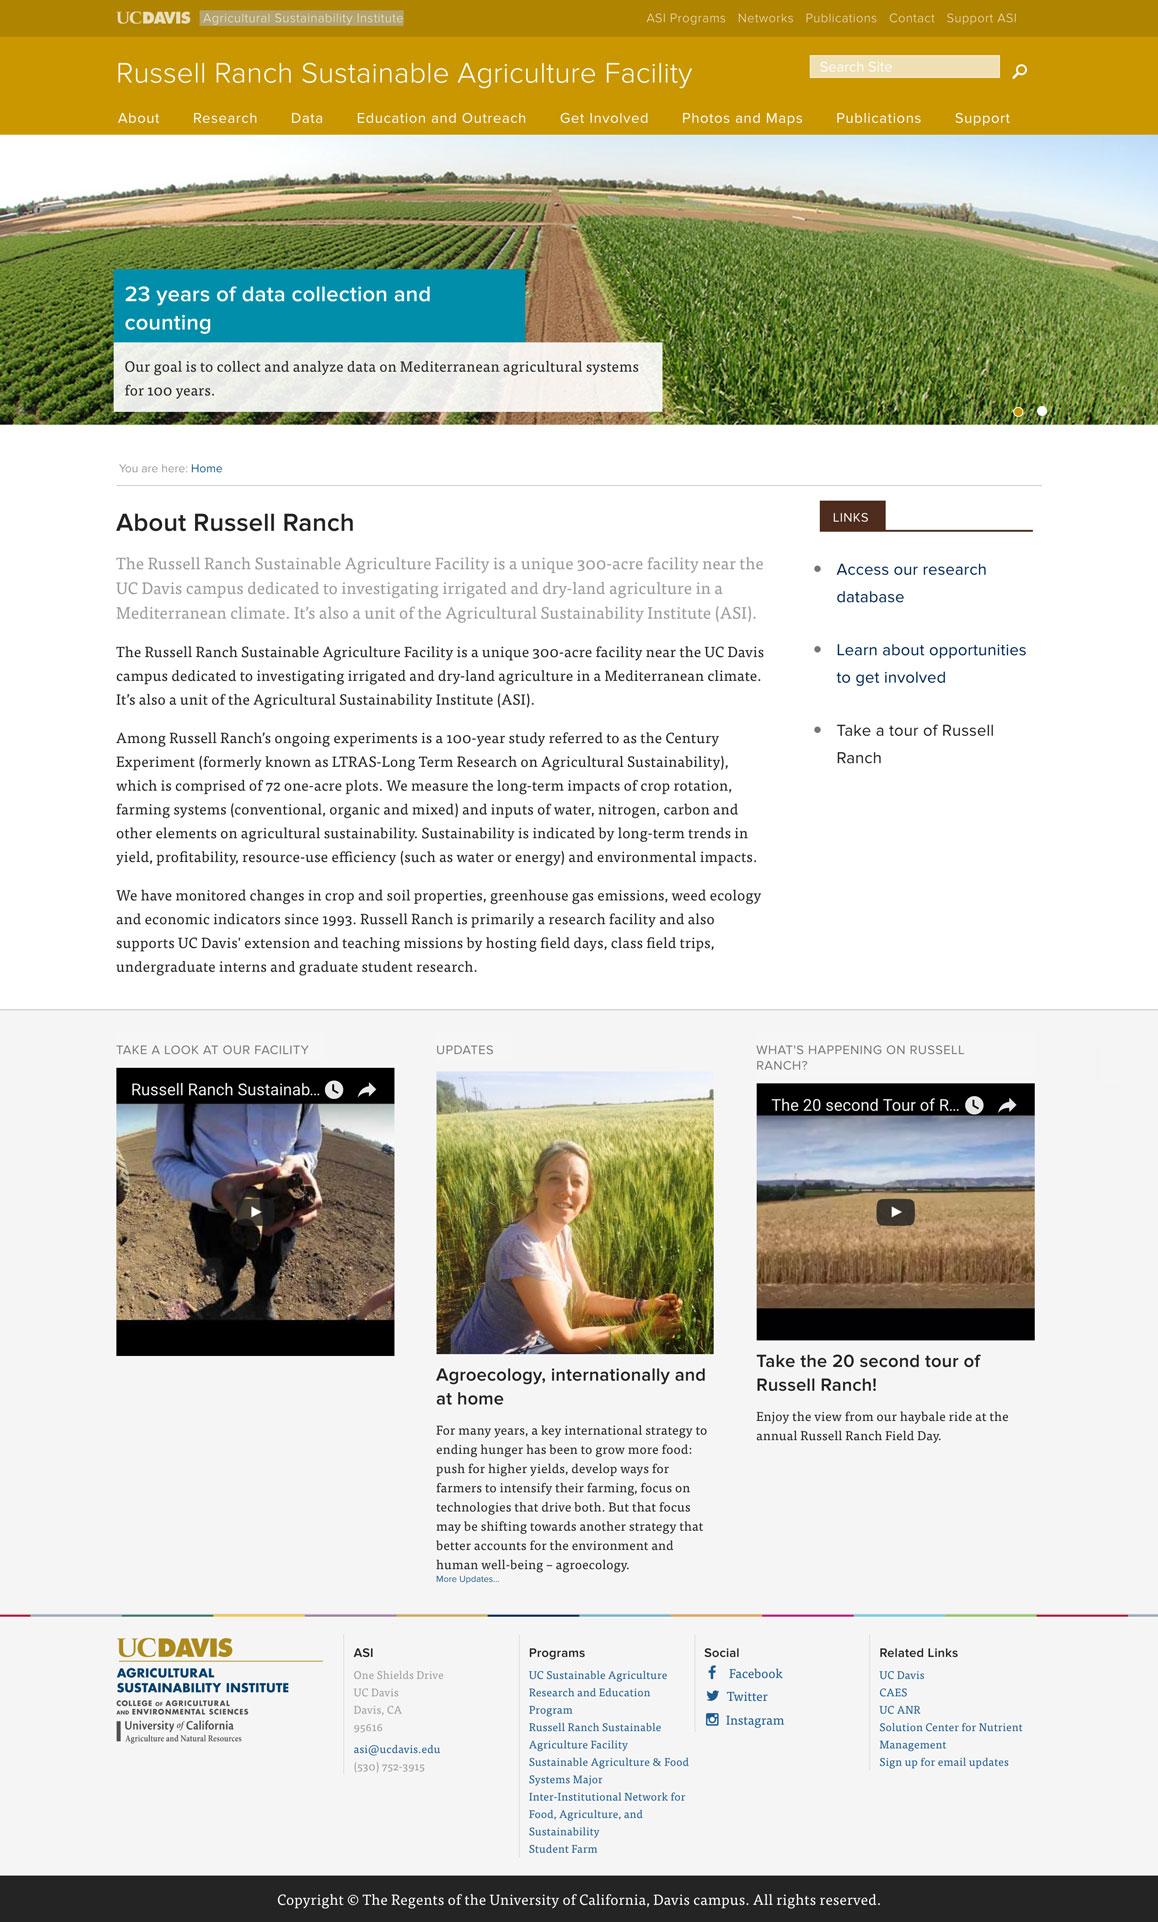 UCDAVIS Agricultural Sustainability Institute
ASI Programs Networks Publications Contact Support ASI
Russell Ranch Sustainable Agriculture Facility
Search Site
About Research Data Education and Outreach Get Involved Photos and Maps Publications Support
23 years of data collection and
counting
Our goal is to collect and analyze data on Mediterranean agricultural systems
for 100 years.
You are here: Home
About Russell Ranch
The Russell Ranch Sustainable Agriculture Facility is a unique 300-acre facility near the
UC Davis campus dedicated to investigating irrigated and dry-land agriculture in a
Mediterranean climate. It's also a unit of the Agricultural Sustainability Institute (ASI).
The Russell Ranch Sustainable Agriculture Facility is a unique 300-acre facility near the UC Davis
campus dedicated to investigating irrigated and dry-land agriculture in a Mediterranean climate.
It's also a unit of the Agricultural Sustainability Institute (ASI).
Among Russell Ranch's ongoing experiments is a 100-year study referred to as the Century
Experiment (formerly known as LTRAS-Long Term Research on Agricultural Sustainability),
which is comprised of 72 one-acre plots. We measure the long-term impacts of crop rotation,
farming systems (conventional, organic and mixed) and inputs of water, nitrogen, carbon and
other elements on agricultural sustainability. Sustainability is indicated by long-term trends in
yield, profitability, resource-use efficiency (such as water or energy) and environmental impacts.
We have monitored changes in crop and soil properties, greenhouse gas emissions, weed ecology
and economic indicators since 1993. Russell Ranch is primarily a research facility and also
supports UC Davis' extension and teaching missions by hosting field days, class field trips,
undergraduate interns and graduate student research.
LINKS
Access our research
database
Learn about opportunities
to get involved
Take a tour of Russell
Ranch
TAKE A LOOK AT OUR FACILITY
Russell Ranch Sustainab...
UPDATES
Agroecology, internationally and
at home
For many years, a key international strategy to
ending hunger has been to grow more food:
push for higher yields, develop ways for
farmers to intensify their farming, focus on
technologies that drive both. But that focus
may be shifting towards another strategy that
better accounts for the environment and
human well-being – agroecology.
More Updates...
WHAT'S HAPPENING ON RUSSELL
RANCH?
The 20 second Tour of R...
Take the 20 second tour of
Russell Ranch!
Enjoy the view from our haybale ride at the
annual Russell Ranch Field Day.
UCDAVIS
AGRICULTURAL
SUSTAINABILITY INSTITUTE
COLLEGE OF AGRICULTURAL
AND ENVIRONMENTAL SCIENCES
University of California
Agriculture and Natural Resources
ASI
One Shields Drive
UC Davis
Davis, CA
95616
asi@ucdavis.edu
(530) 752-3915
Programs
UC Sustainable Agriculture
Research and Education
Program
Russell Ranch Sustainable
Agriculture Facility
Sustainable Agriculture & Food
Systems Major
Inter-Institutional Network for
Food, Agriculture, and
Sustainability
Student Farm
Social
Facebook
Twitter
Instagram
Related Links
UC Davis
CAES
UC ANR
Solution Center for Nutrient
Management
Sign up for email updates
Copyright © The Regents of the University of California, Davis campus. All rights reserved.